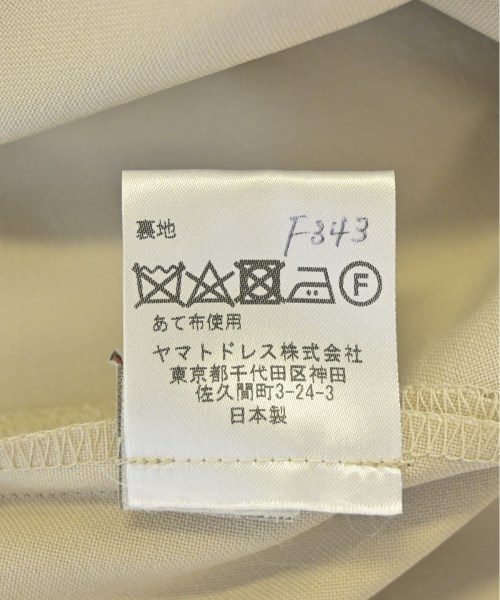 裏地 F343
F
あて布使用
ヤマトドレス株式会社
東京都千代田区神田
佐久間町3-24-3
日本製